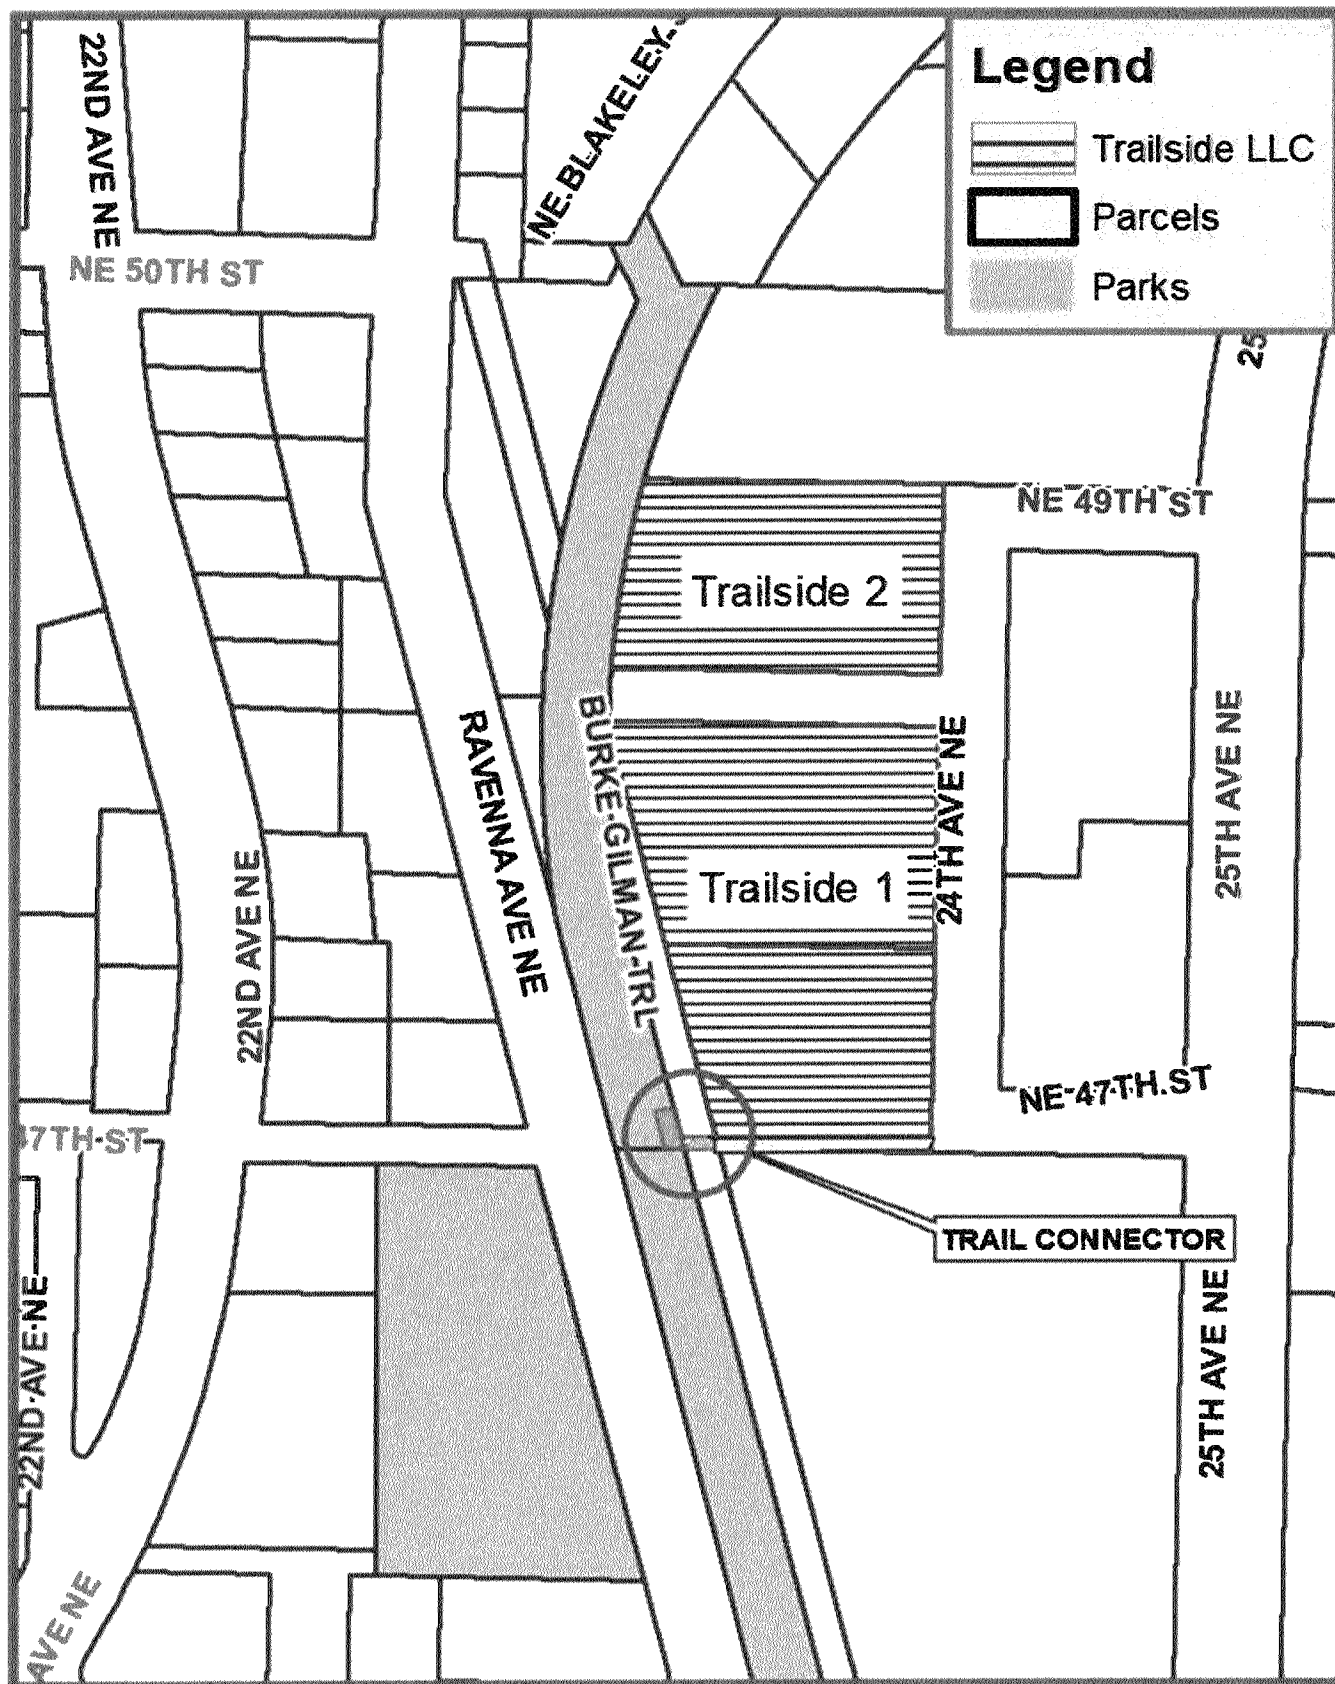 Legend
Trailside LLC
Parcels
Parks
22ND AVE NE
NE BLAKELEY
NE 50TH ST
25
NE 49TH ST
Trailside 2
BURKE-GILMAN-TRL
RAVENNA AVE NE
24TH AVE NE
25TH AVE NE
Trailside 1
22ND AVE NE
NE-47TH.ST
47TH-ST
TRAIL CONNECTOR
22ND-AVE-NE
25TH AVE NE
AVE NE